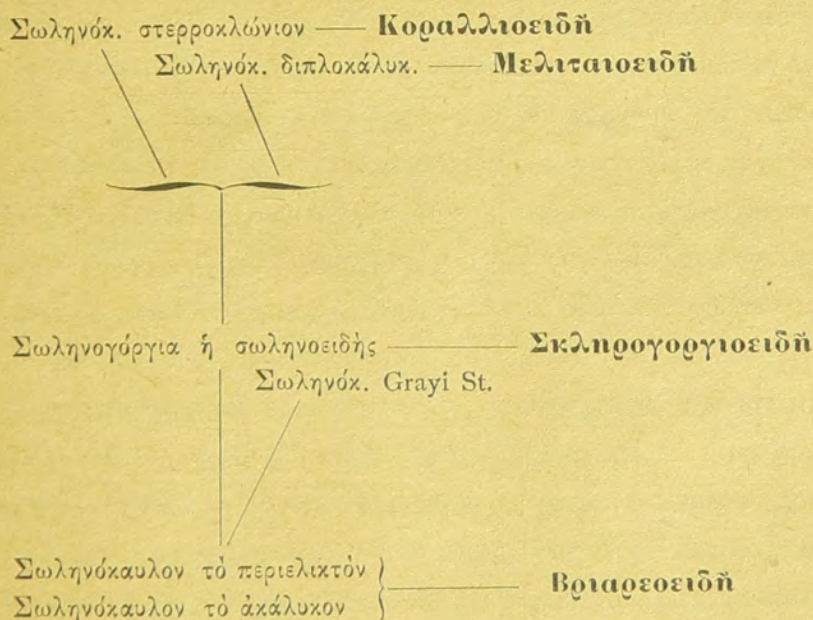 Σωληνόκ. στερροκλώνιον — Κοραλλιοειδῆ
Σωληνόκ. διπλοκάλυκ. — Μελιταιοειδῆ
Σωληνογόργια ἡ σωληνοειδὴς — Σκληρογοργιοειδῆ
Σωληνόκ. Grayi St.
Σωληνόκαυλον τὸ περιελικτὸν
Σωληνόκαυλον τὸ ἀκάλυκον
Βριαρεοειδῆ